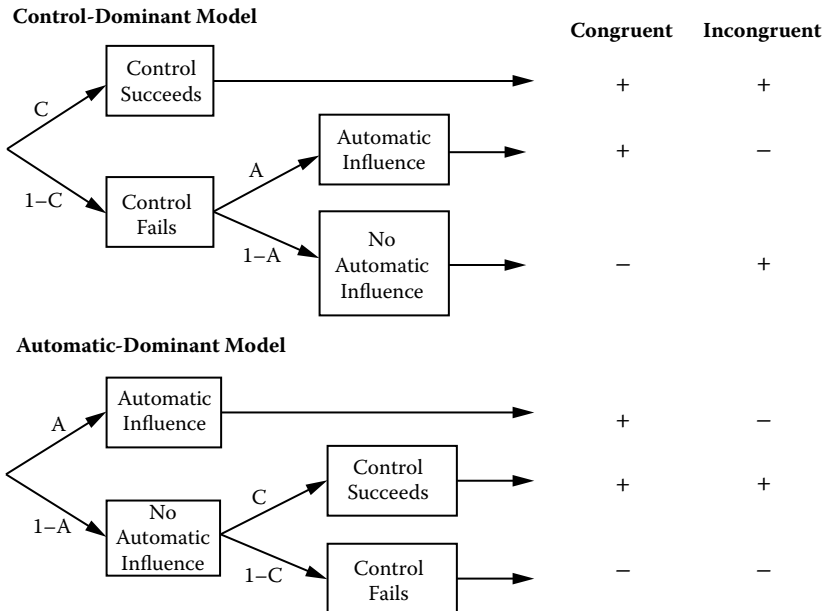 Control-Dominant Model
Congruent Incongruent
Control
Succeeds
+ +
C
Automatic
Influence
+ −
A
1–C
Control
Fails
1–A
No
Automatic
Influence
− +
Automatic-Dominant Model
Automatic
Influence
+ −
A
Control
Succeeds
+ +
C
1–A
No
Automatic
Influence
1–C
Control
Fails
− −